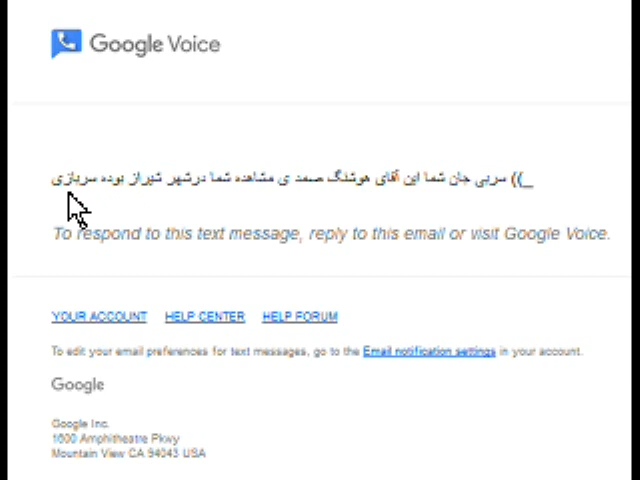 Google Voice
_(( سربی جان شما این آقای هوشنگ صمد ی مشاهده شما درشهر شیراز بوده سربازی
To respond to this text message, reply to this email or visit Google Voice.
YOUR ACCOUNT HELP CENTER HELP FORUM
To edit your email preferences for text messages, go to the Email notification settings in your account.
Google
Google Inc.
1600 Amphitheatre Pkwy
Mountain View CA 94043 USA